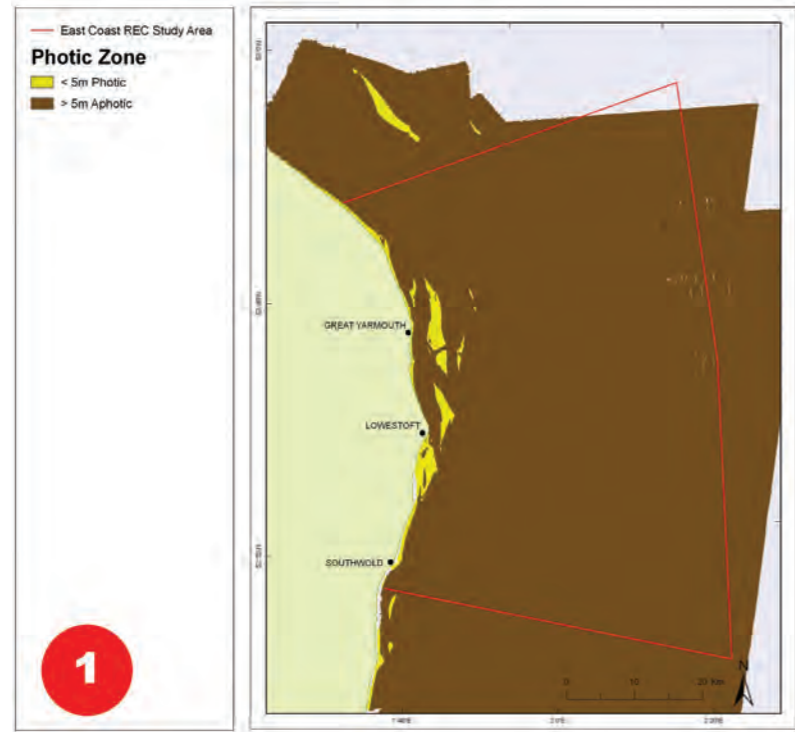 East Coast REC Study Area
Photic Zone
< 5m Photic
> 5m Aphotic
1
GREAT YARMOUTH
LOWESTOFT
SOUTHWOLD
N
0 10 20 Km